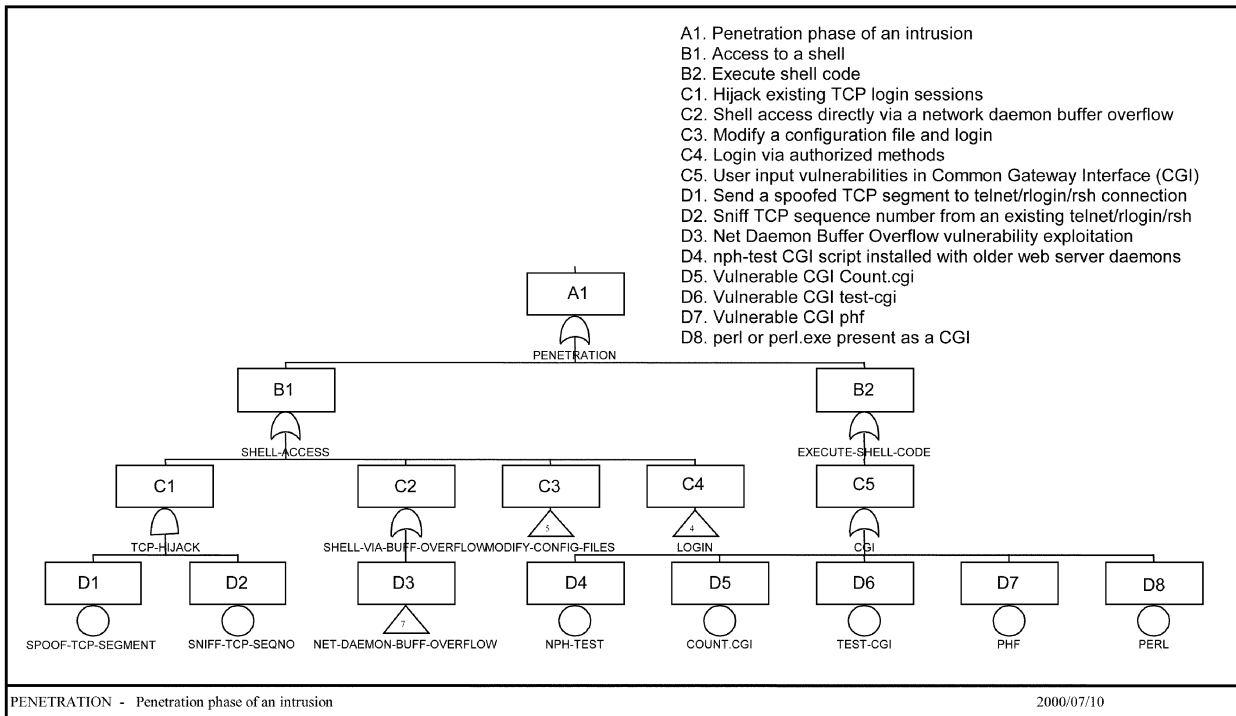 A1. Penetration phase of an intrusion
B1. Access to a shell
B2. Execute shell code
C1. Hijack existing TCP login sessions
C2. Shell access directly via a network daemon buffer overflow
C3. Modify a configuration file and login
C4. Login via authorized methods
C5. User input vulnerabilities in Common Gateway Interface (CGI)
D1. Send a spoofed TCP segment to telnet/rlogin/rsh connection
D2. Sniff TCP sequence number from an existing telnet/rlogin/rsh
D3. Net Daemon Buffer Overflow vulnerability exploitation
D4. nph-test CGI script installed with older web server daemons
D5. Vulnerable CGI Count.cgi
D6. Vulnerable CGI test-cgi
D7. Vulnerable CGI phf
D8. perl or perl.exe present as a CGI
A1
PENETRATION
B1 B2
SHELL-ACCESS EXECUTE-SHELL-CODE
C1 C2 C3 C4 C5
5 4
TCP-HIJACK SHELL-VIA-BUFF-OVERFLOW MODIFY-CONFIG-FILES LOGIN CGI
D1 D2 D3 D4 D5 D6 D7 D8
7
SPOOF-TCP-SEGMENT SNIFF-TCP-SEQNO NET-DAEMON-BUFF-OVERFLOW NPH-TEST COUNT.CGI TEST-CGI PHF PERL
PENETRATION - Penetration phase of an intrusion 2000/07/10